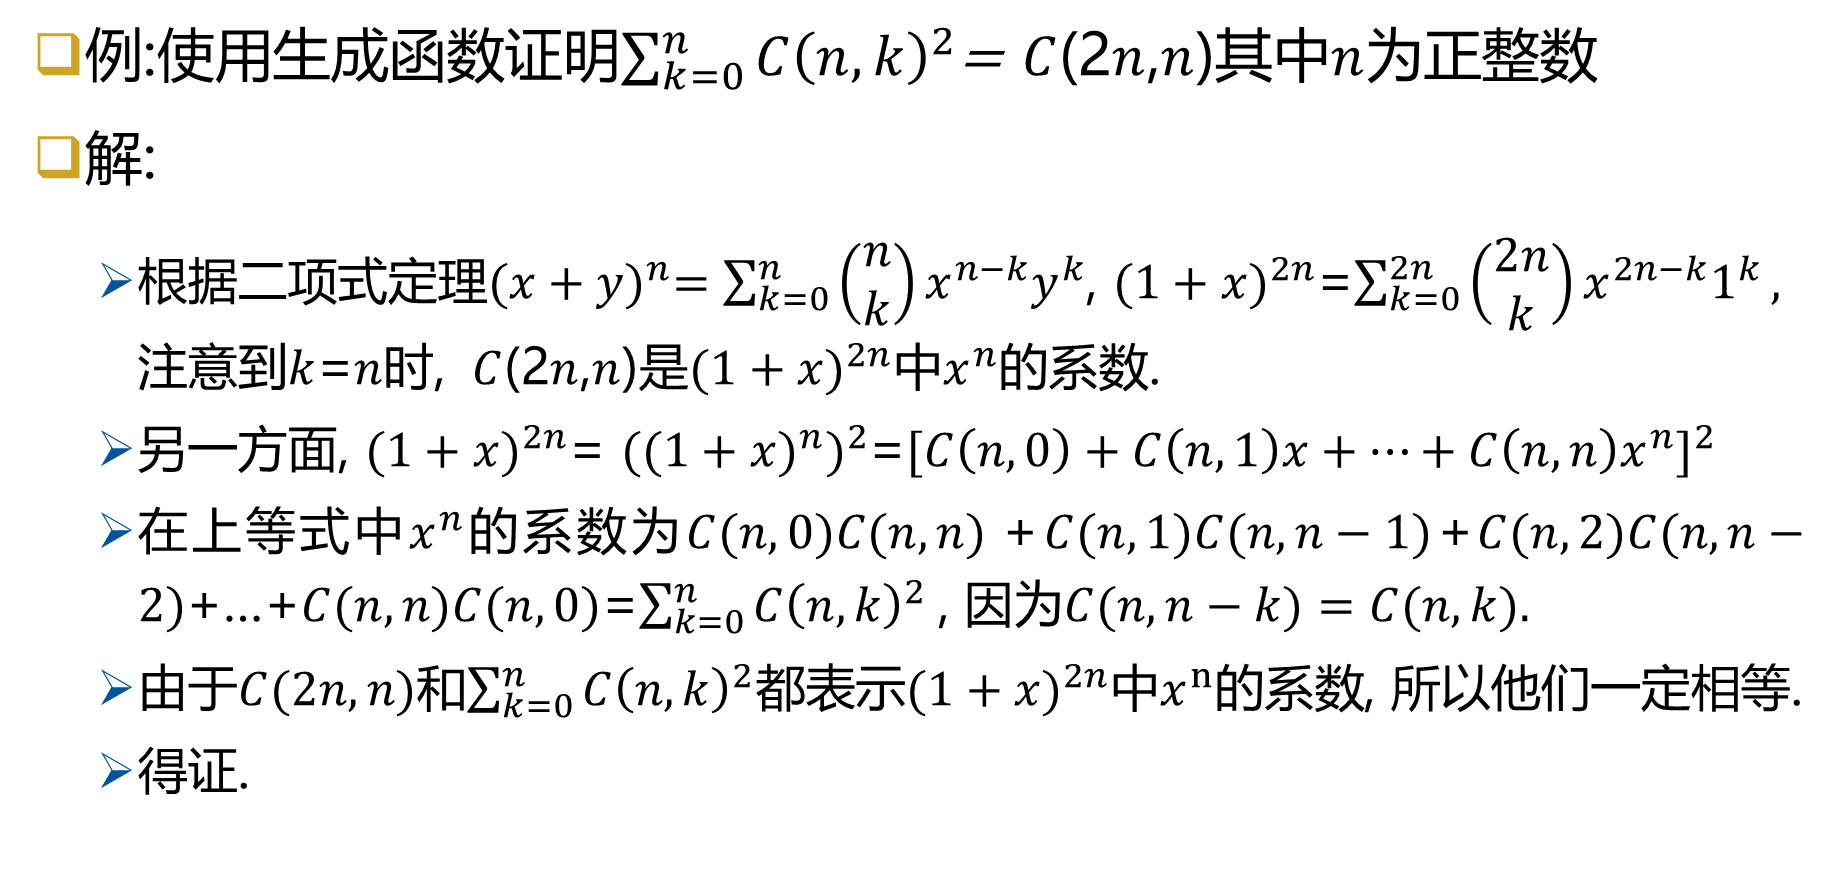 ❑例:使用生成函数证明∑_{k=0}^{n} C(n,k)^2 = C(2n,n)其中n为正整数
❑解:
➢根据二项式定理(x + y)^n = ∑_{k=0}^{n} \binom{n}{k} x^{n−k}y^k, (1 + x)^{2n}=∑_{k=0}^{2n} \binom{2n}{k} x^{2n−k}1^k ,
注意到k=n时, C(2n,n)是(1 + x)^{2n}中x^n的系数.
➢另一方面, (1 + x)^{2n}= ((1 + x)^n)^2=[C(n,0) + C(n,1)x + ⋯ + C(n,n)x^n]^2
➢在上等式中x^n的系数为C(n,0)C(n,n) +C(n,1)C(n,n − 1)+C(n,2)C(n,n −
2)+…+C(n,n)C(n,0)=∑_{k=0}^{n} C(n,k)^2 , 因为C(n,n − k) = C(n,k).
➢由于C(2n,n)和∑_{k=0}^{n} C(n,k)^2都表示(1 + x)^{2n}中x^n的系数, 所以他们一定相等.
➢得证.